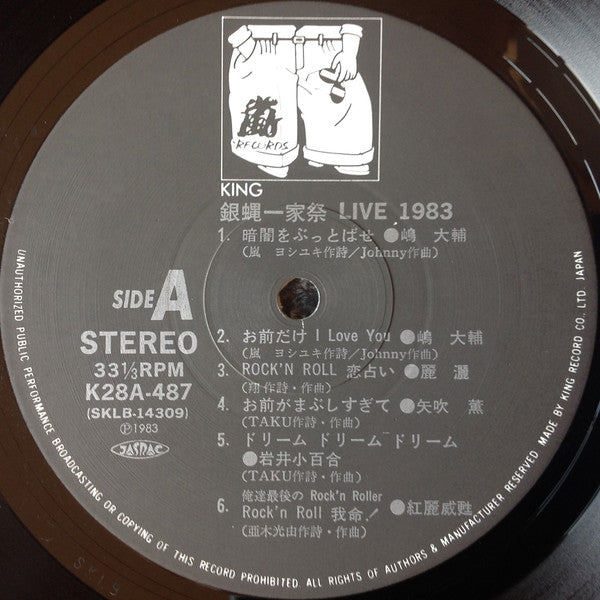 嵐
RECORDS
KING
銀蝿一家祭 LIVE 1983
1. 暗闇をぶっとばせ ●嶋 大輔
(嵐 ヨシユキ作詩/Johnny作曲)
SIDE A
STEREO
33⅓RPM
K28A-487
(SKLB-14309)
Ⓟ1983
JASRAC
2. お前だけ I Love You ●嶋 大輔
(嵐 ヨシユキ作詩/Johnny作曲)
3. ROCK'N ROLL 恋占い ●麗 灑
(翔作詩・作曲)
4. お前がまぶしすぎて ●矢吹 薫
(TAKU作詩・作曲)
5. ドリーム ドリーム ドリーム
●岩井小百合
(TAKU作詩・作曲)
俺達最後の Rock'n Roller
6. Rock'n Roll 我命! ●紅麗威甦
(亜木光由作詩・作曲)
UNAUTHORIZED PUBLIC PERFORMANCE BROADCASTING OR COPYING OF THIS RECORD PROHIBITED. ALL RIGHTS OF AUTHORS & MANUFACTURER RESERVED. MADE BY KING RECORD CO., LTD. JAPAN